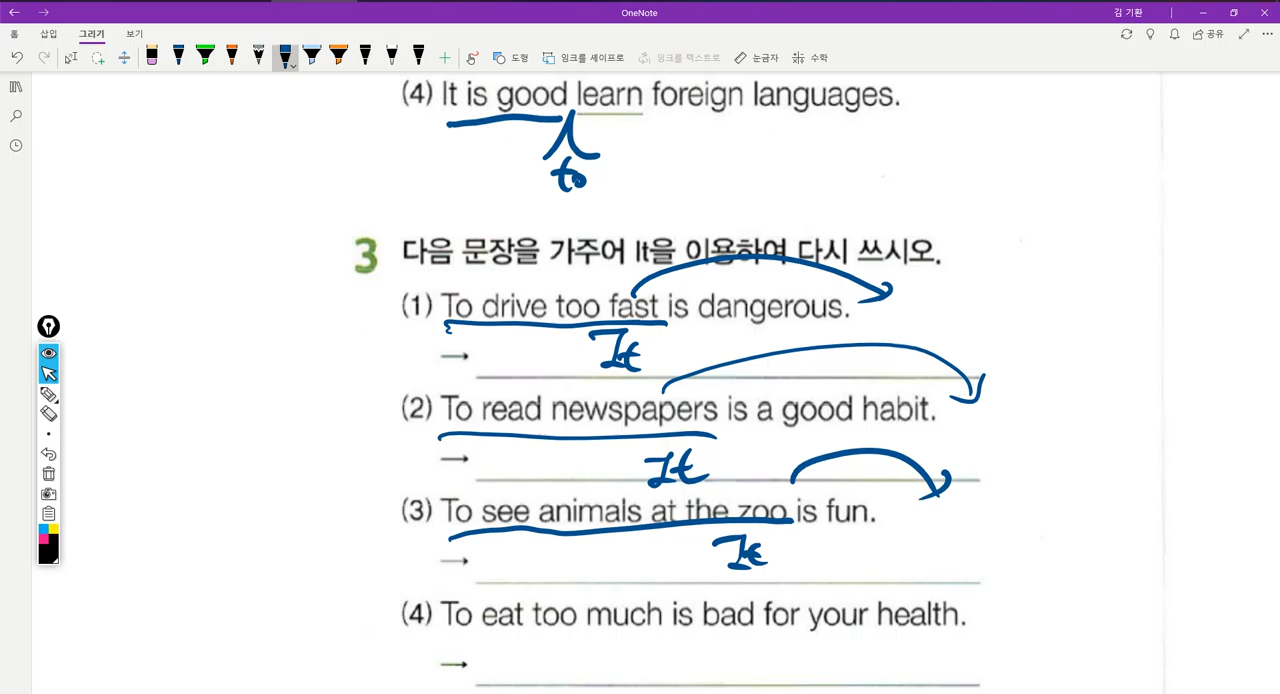 OneNote
김 기환
홈 삽입 그리기 보기
공유
도형 잉크를 셰이프로 잉크를 텍스트로 눈금자 수학
(4) It is good learn foreign languages.
to
3 다음 문장을 가주어 It을 이용하여 다시 쓰시오.
(1) To drive too fast is dangerous.
→ It
(2) To read newspapers is a good habit.
→ It
(3) To see animals at the zoo is fun.
→ It
(4) To eat too much is bad for your health.
→